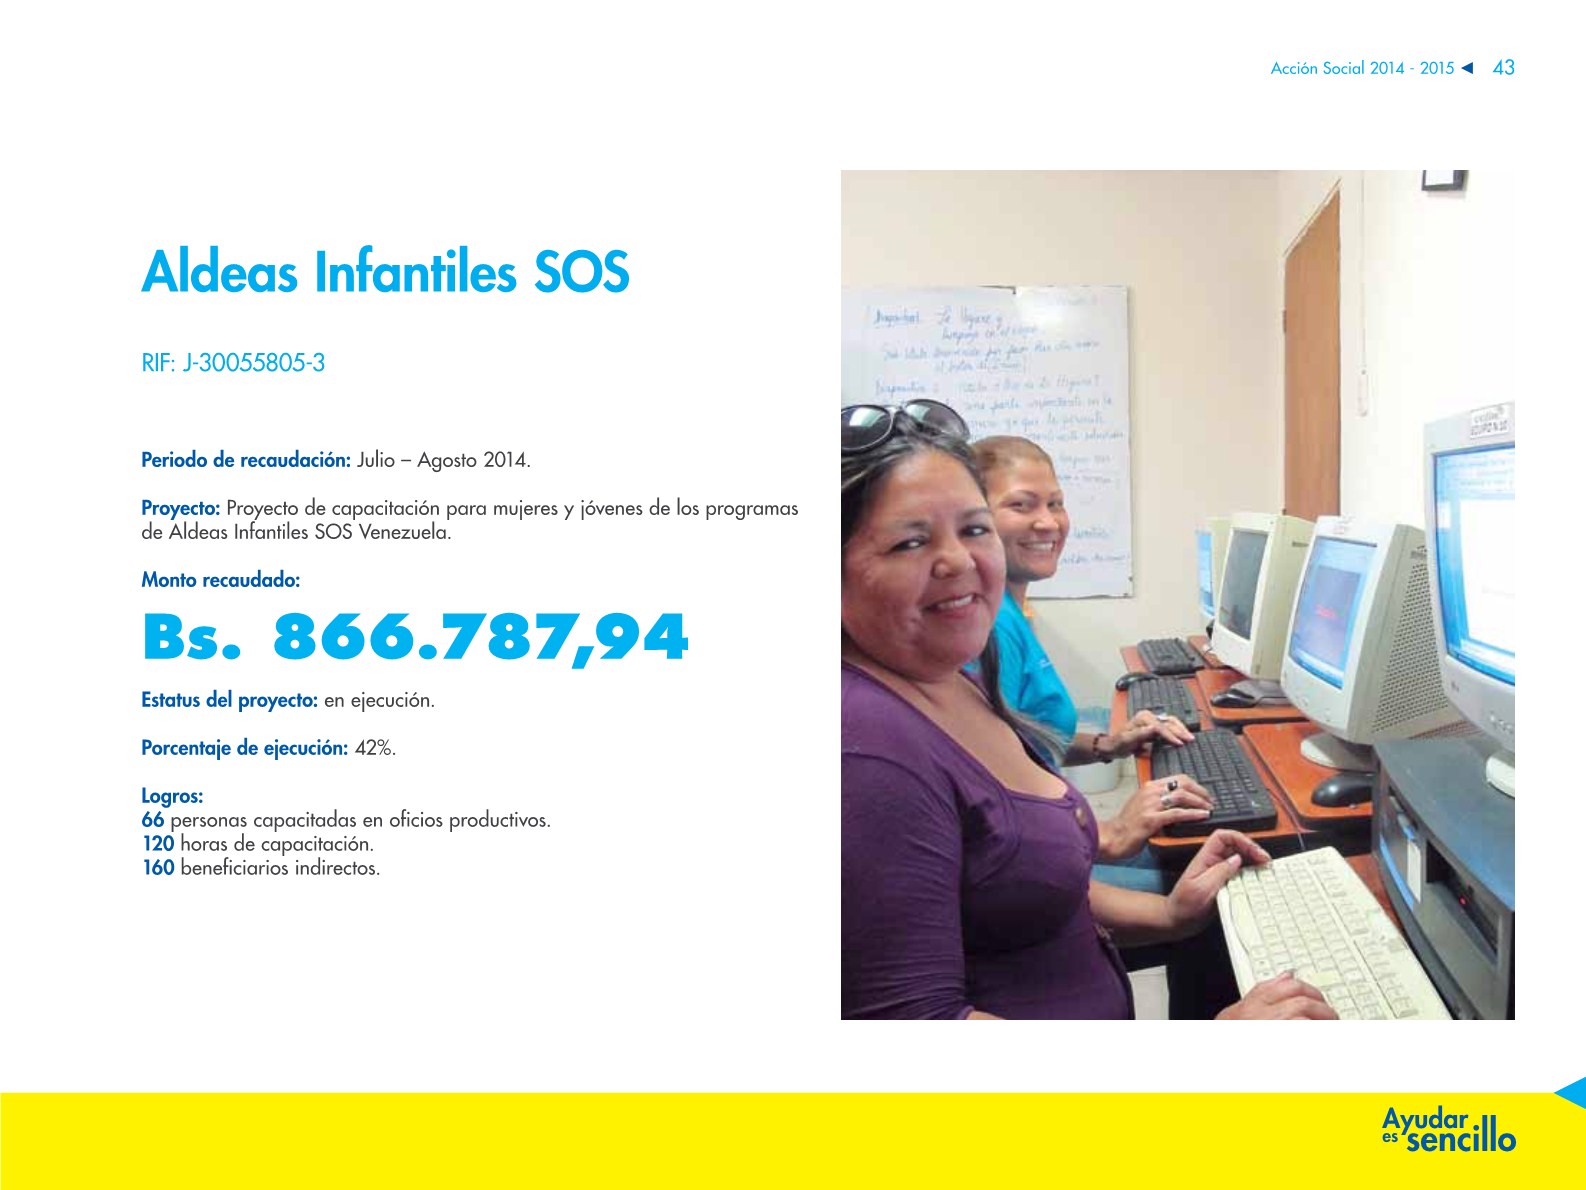 Acción Social 2014 - 2015 ◀ 43
Aldeas Infantiles SOS
RIF: J-30055805-3
Periodo de recaudación: Julio – Agosto 2014.
Proyecto: Proyecto de capacitación para mujeres y jóvenes de los programas
de Aldeas Infantiles SOS Venezuela.
Monto recaudado:
Bs. 866.787,94
Estatus del proyecto: en ejecución.
Porcentaje de ejecución: 42%.
Logros:
66 personas capacitadas en oficios productivos.
120 horas de capacitación.
160 beneficiarios indirectos.
Ayudar
es sencillo